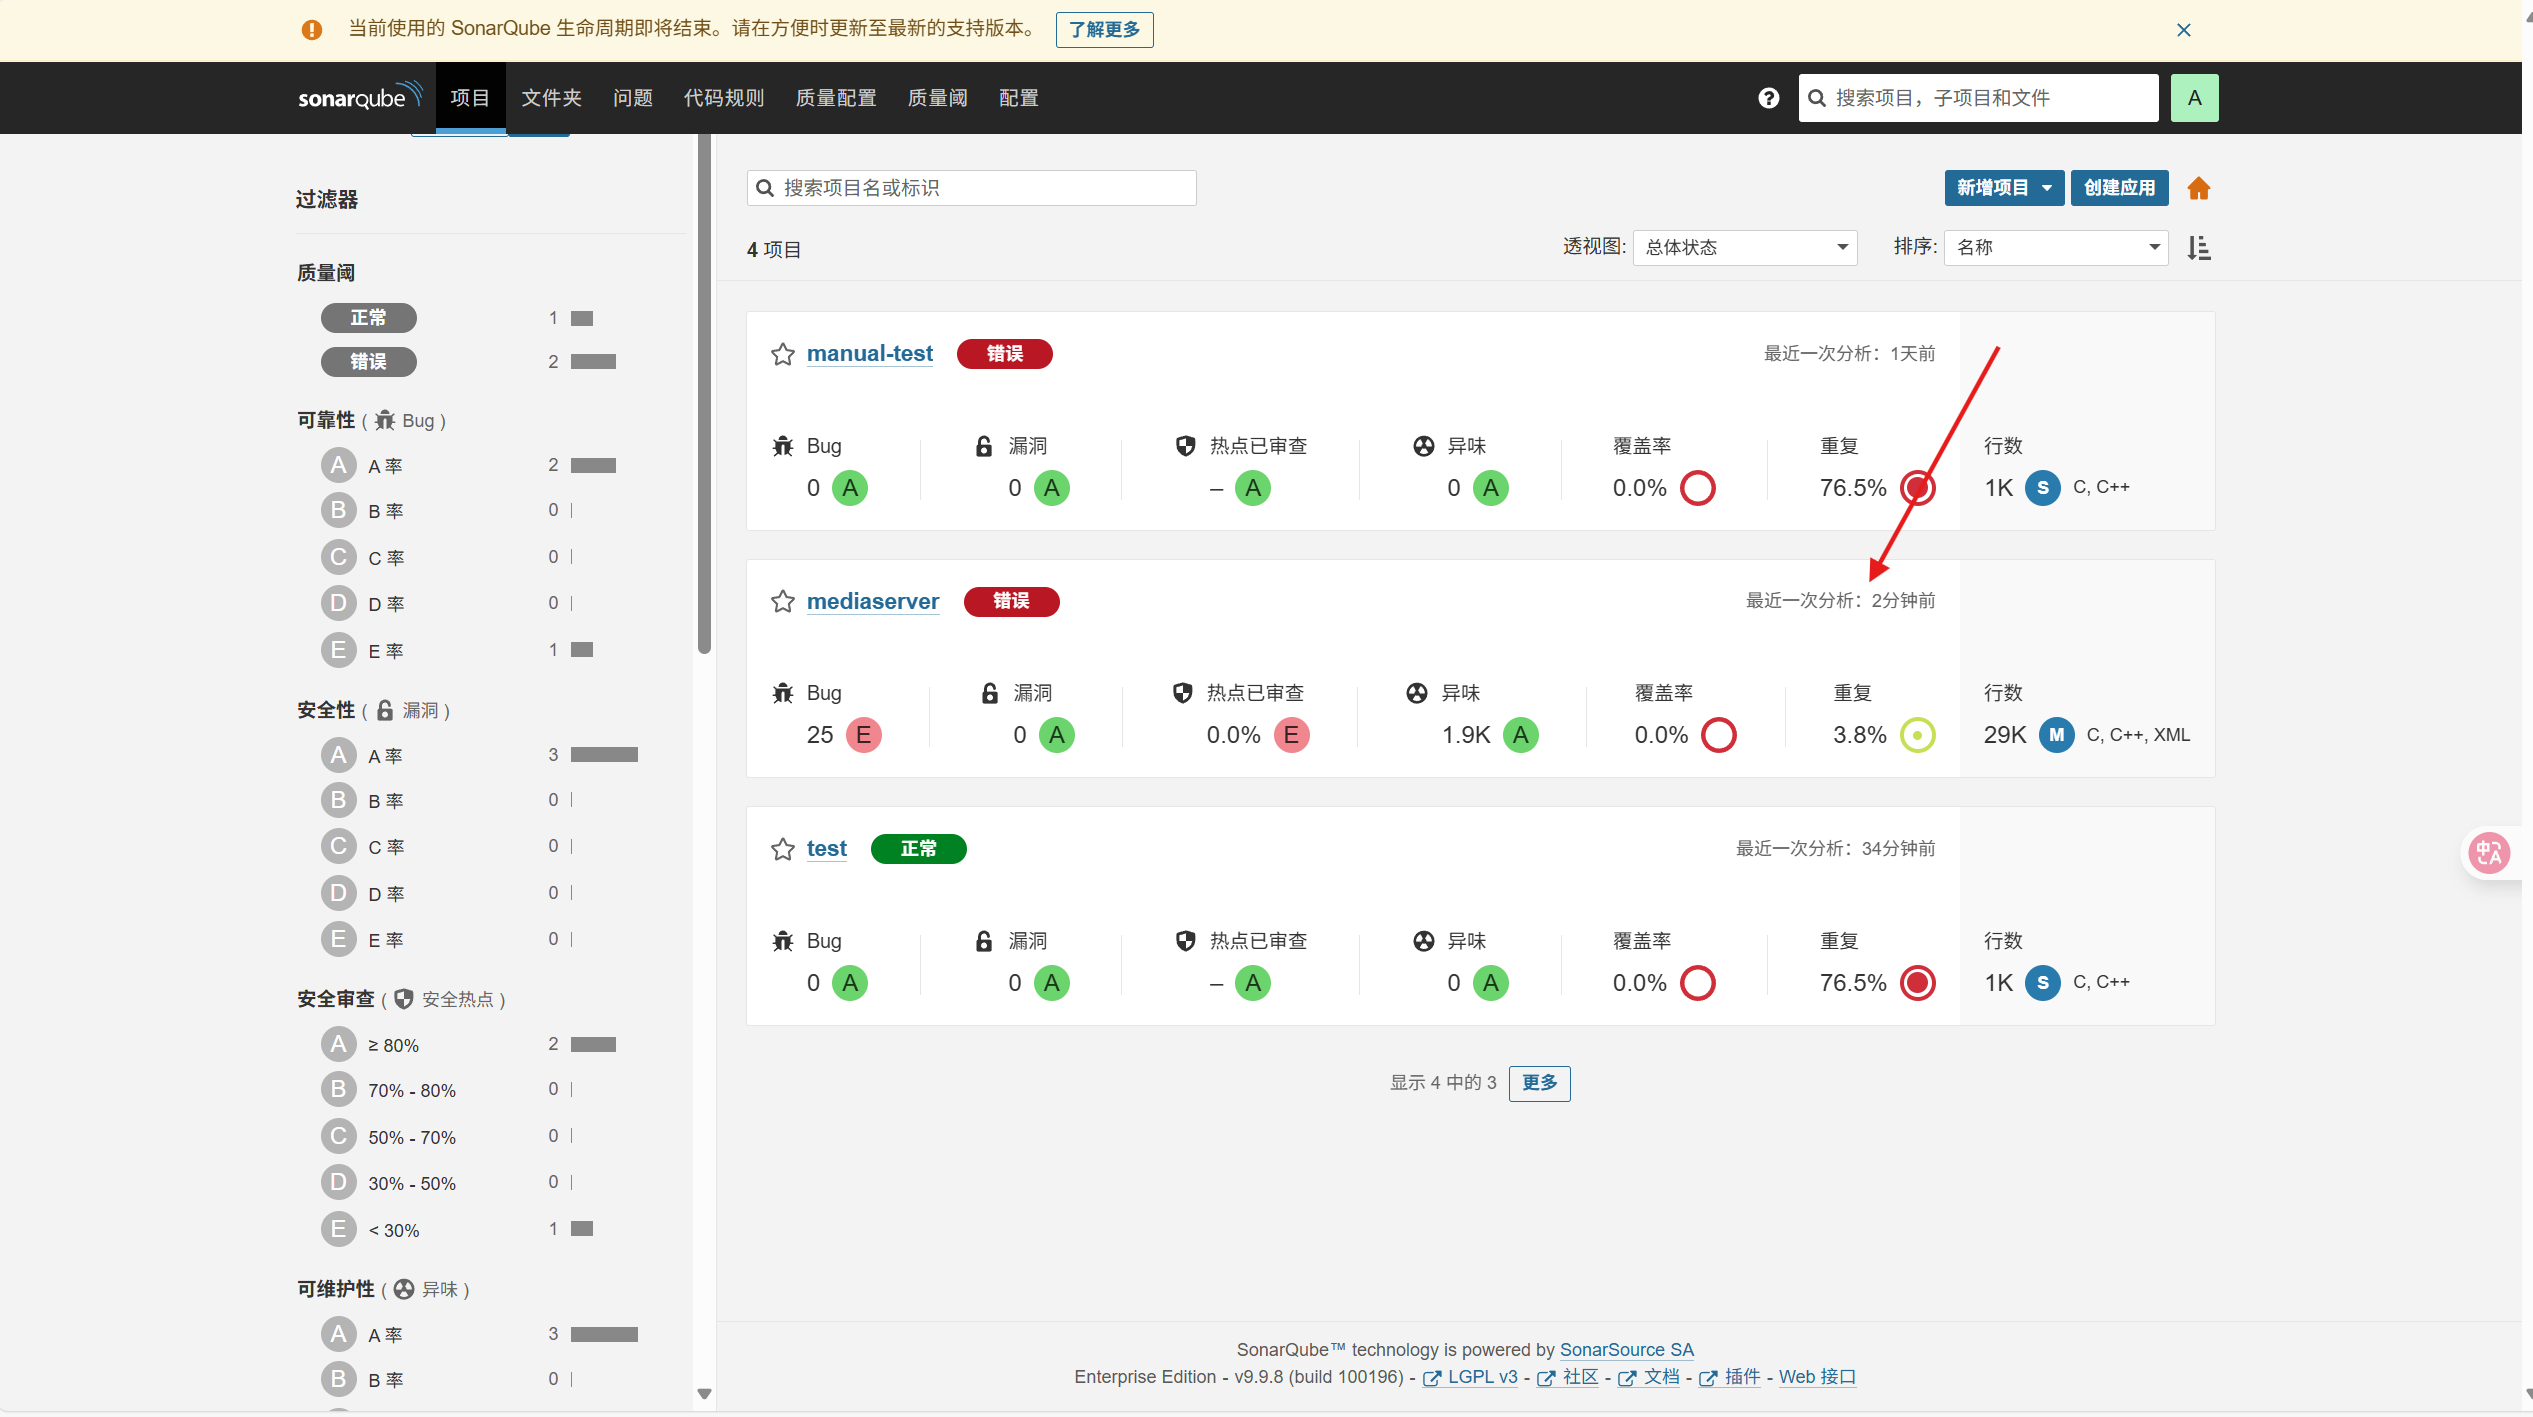 当前使用的 SonarQube 生命周期即将结束。请在方便时更新至最新的支持版本。 了解更多
sonarqube 项目 文件夹 问题 代码规则 质量配置 质量阈 配置 搜索项目，子项目和文件 A
过滤器
质量阈
正常 1
错误 2
可靠性 ( Bug )
A A 率 2
B B 率 0
C C 率 0
D D 率 0
E E 率 1
安全性 ( 漏洞 )
A A 率 3
B B 率 0
C C 率 0
D D 率 0
E E 率 0
安全审查 ( 安全热点 )
A ≥ 80% 2
B 70% - 80% 0
C 50% - 70% 0
D 30% - 50% 0
E < 30% 1
可维护性 ( 异味 )
A A 率 3
B B 率 0
搜索项目名或标识 新增项目 创建应用
4 项目 透视图: 总体状态 排序: 名称
manual-test 错误 最近一次分析：1天前
Bug 漏洞 热点已审查 异味 覆盖率 重复 行数
0 A 0 A – A 0 A 0.0% 76.5% 1K S C, C++
mediaserver 错误 最近一次分析：2分钟前
Bug 漏洞 热点已审查 异味 覆盖率 重复 行数
25 E 0 A 0.0% E 1.9K A 0.0% 3.8% 29K M C, C++, XML
test 正常 最近一次分析：34分钟前
Bug 漏洞 热点已审查 异味 覆盖率 重复 行数
0 A 0 A – A 0 A 0.0% 76.5% 1K S C, C++
显示 4 中的 3 更多
中A
SonarQube™ technology is powered by SonarSource SA
Enterprise Edition - v9.9.8 (build 100196) - LGPL v3 - 社区 - 文档 - 插件 - Web 接口